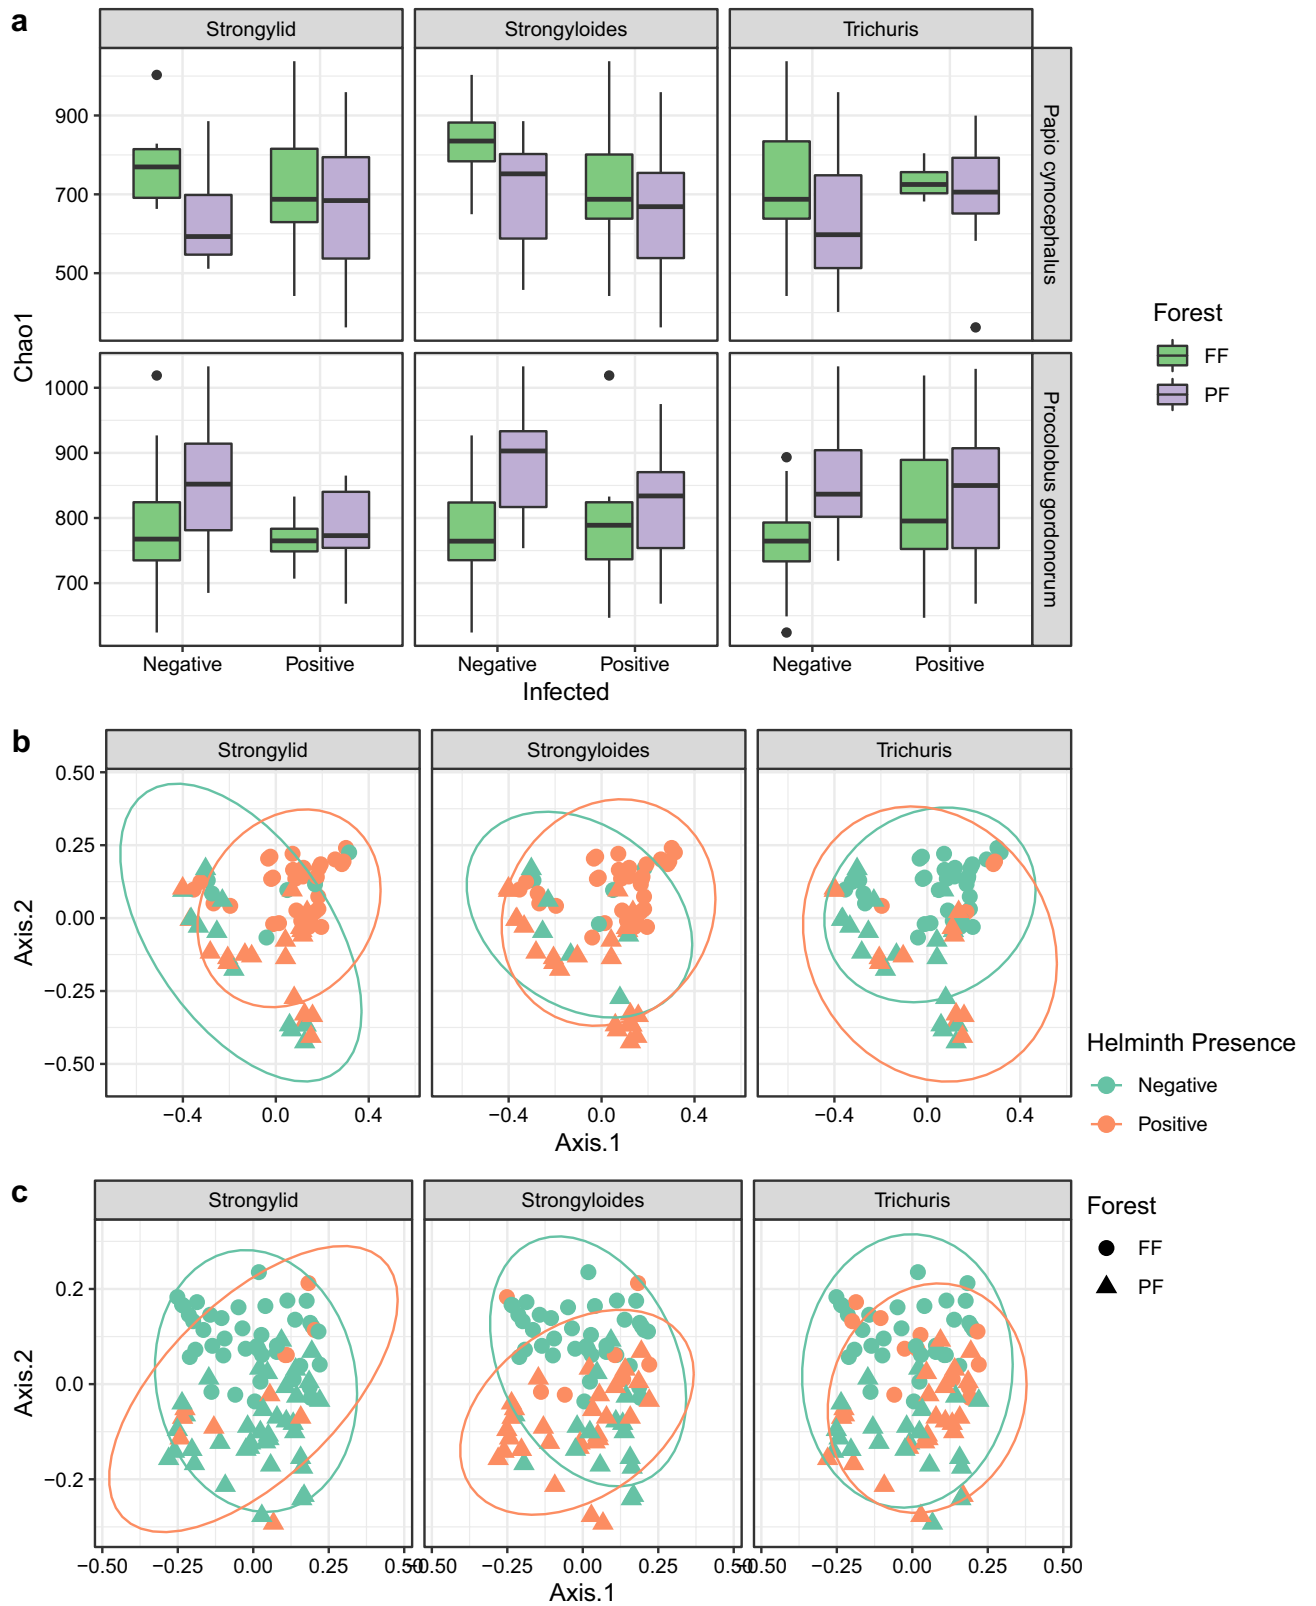 a
Strongylid Strongyloides Trichuris
900
700
500
Papio cynocephalus
Chao1
1000
900
800
700
Procolobus gordonorum
Negative Positive Negative Positive Negative Positive
Infected
Forest
FF
PF
b
Strongylid Strongyloides Trichuris
0.50
0.25
0.00
−0.25
−0.50
Axis.2
−0.4 0.0 0.4 −0.4 0.0 0.4 −0.4 0.0 0.4
Axis.1
Helminth Presence
Negative
Positive
c
Strongylid Strongyloides Trichuris
0.2
0.0
−0.2
Axis.2
−0.50 −0.25 0.00 0.25 0.50 −0.50 −0.25 0.00 0.25 0.50 −0.50 −0.25 0.00 0.25 0.50
Axis.1
Forest
FF
PF